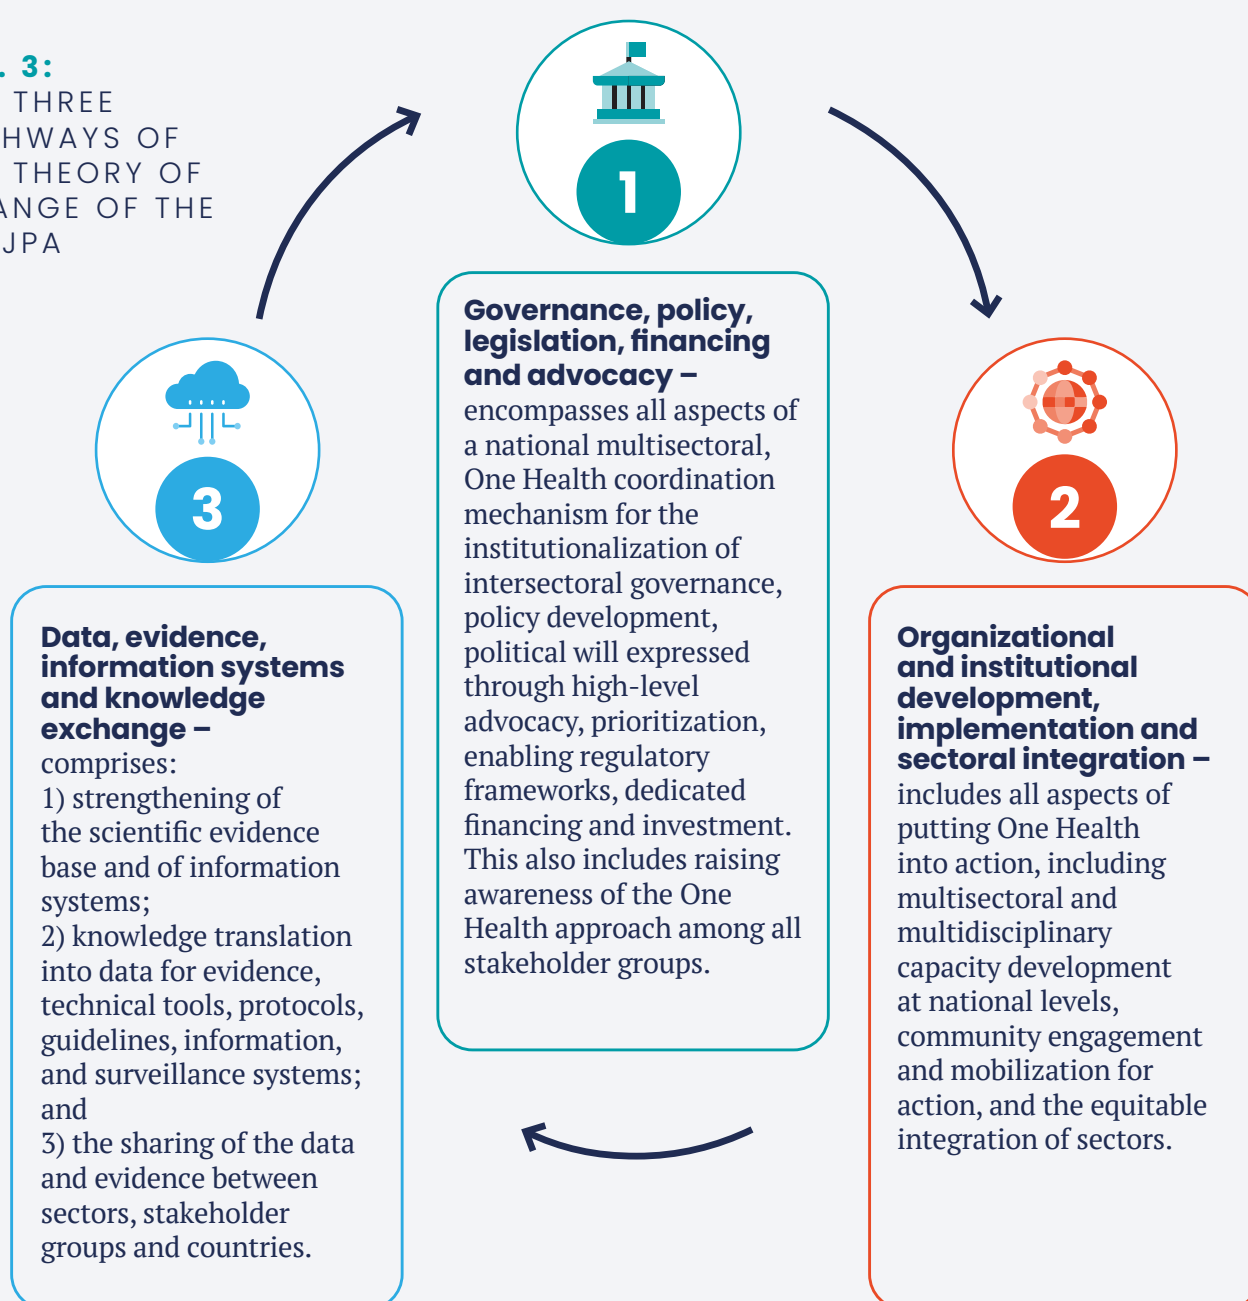 . 3:
THREE
HWAYS OF
THEORY OF
ANGE OF THE
JPA
1
Governance, policy,
legislation, financing
and advocacy –
encompasses all aspects of
a national multisectoral,
One Health coordination
mechanism for the
institutionalization of
intersectoral governance,
policy development,
political will expressed
through high-level
advocacy, prioritization,
enabling regulatory
frameworks, dedicated
financing and investment.
This also includes raising
awareness of the One
Health approach among all
stakeholder groups.
2
Organizational
and institutional
development,
implementation and
sectoral integration –
includes all aspects of
putting One Health
into action, including
multisectoral and
multidisciplinary
capacity development
at national levels,
community engagement
and mobilization for
action, and the equitable
integration of sectors.
3
Data, evidence,
information systems
and knowledge
exchange –
comprises:
1) strengthening of
the scientific evidence
base and of information
systems;
2) knowledge translation
into data for evidence,
technical tools, protocols,
guidelines, information,
and surveillance systems;
and
3) the sharing of the data
and evidence between
sectors, stakeholder
groups and countries.